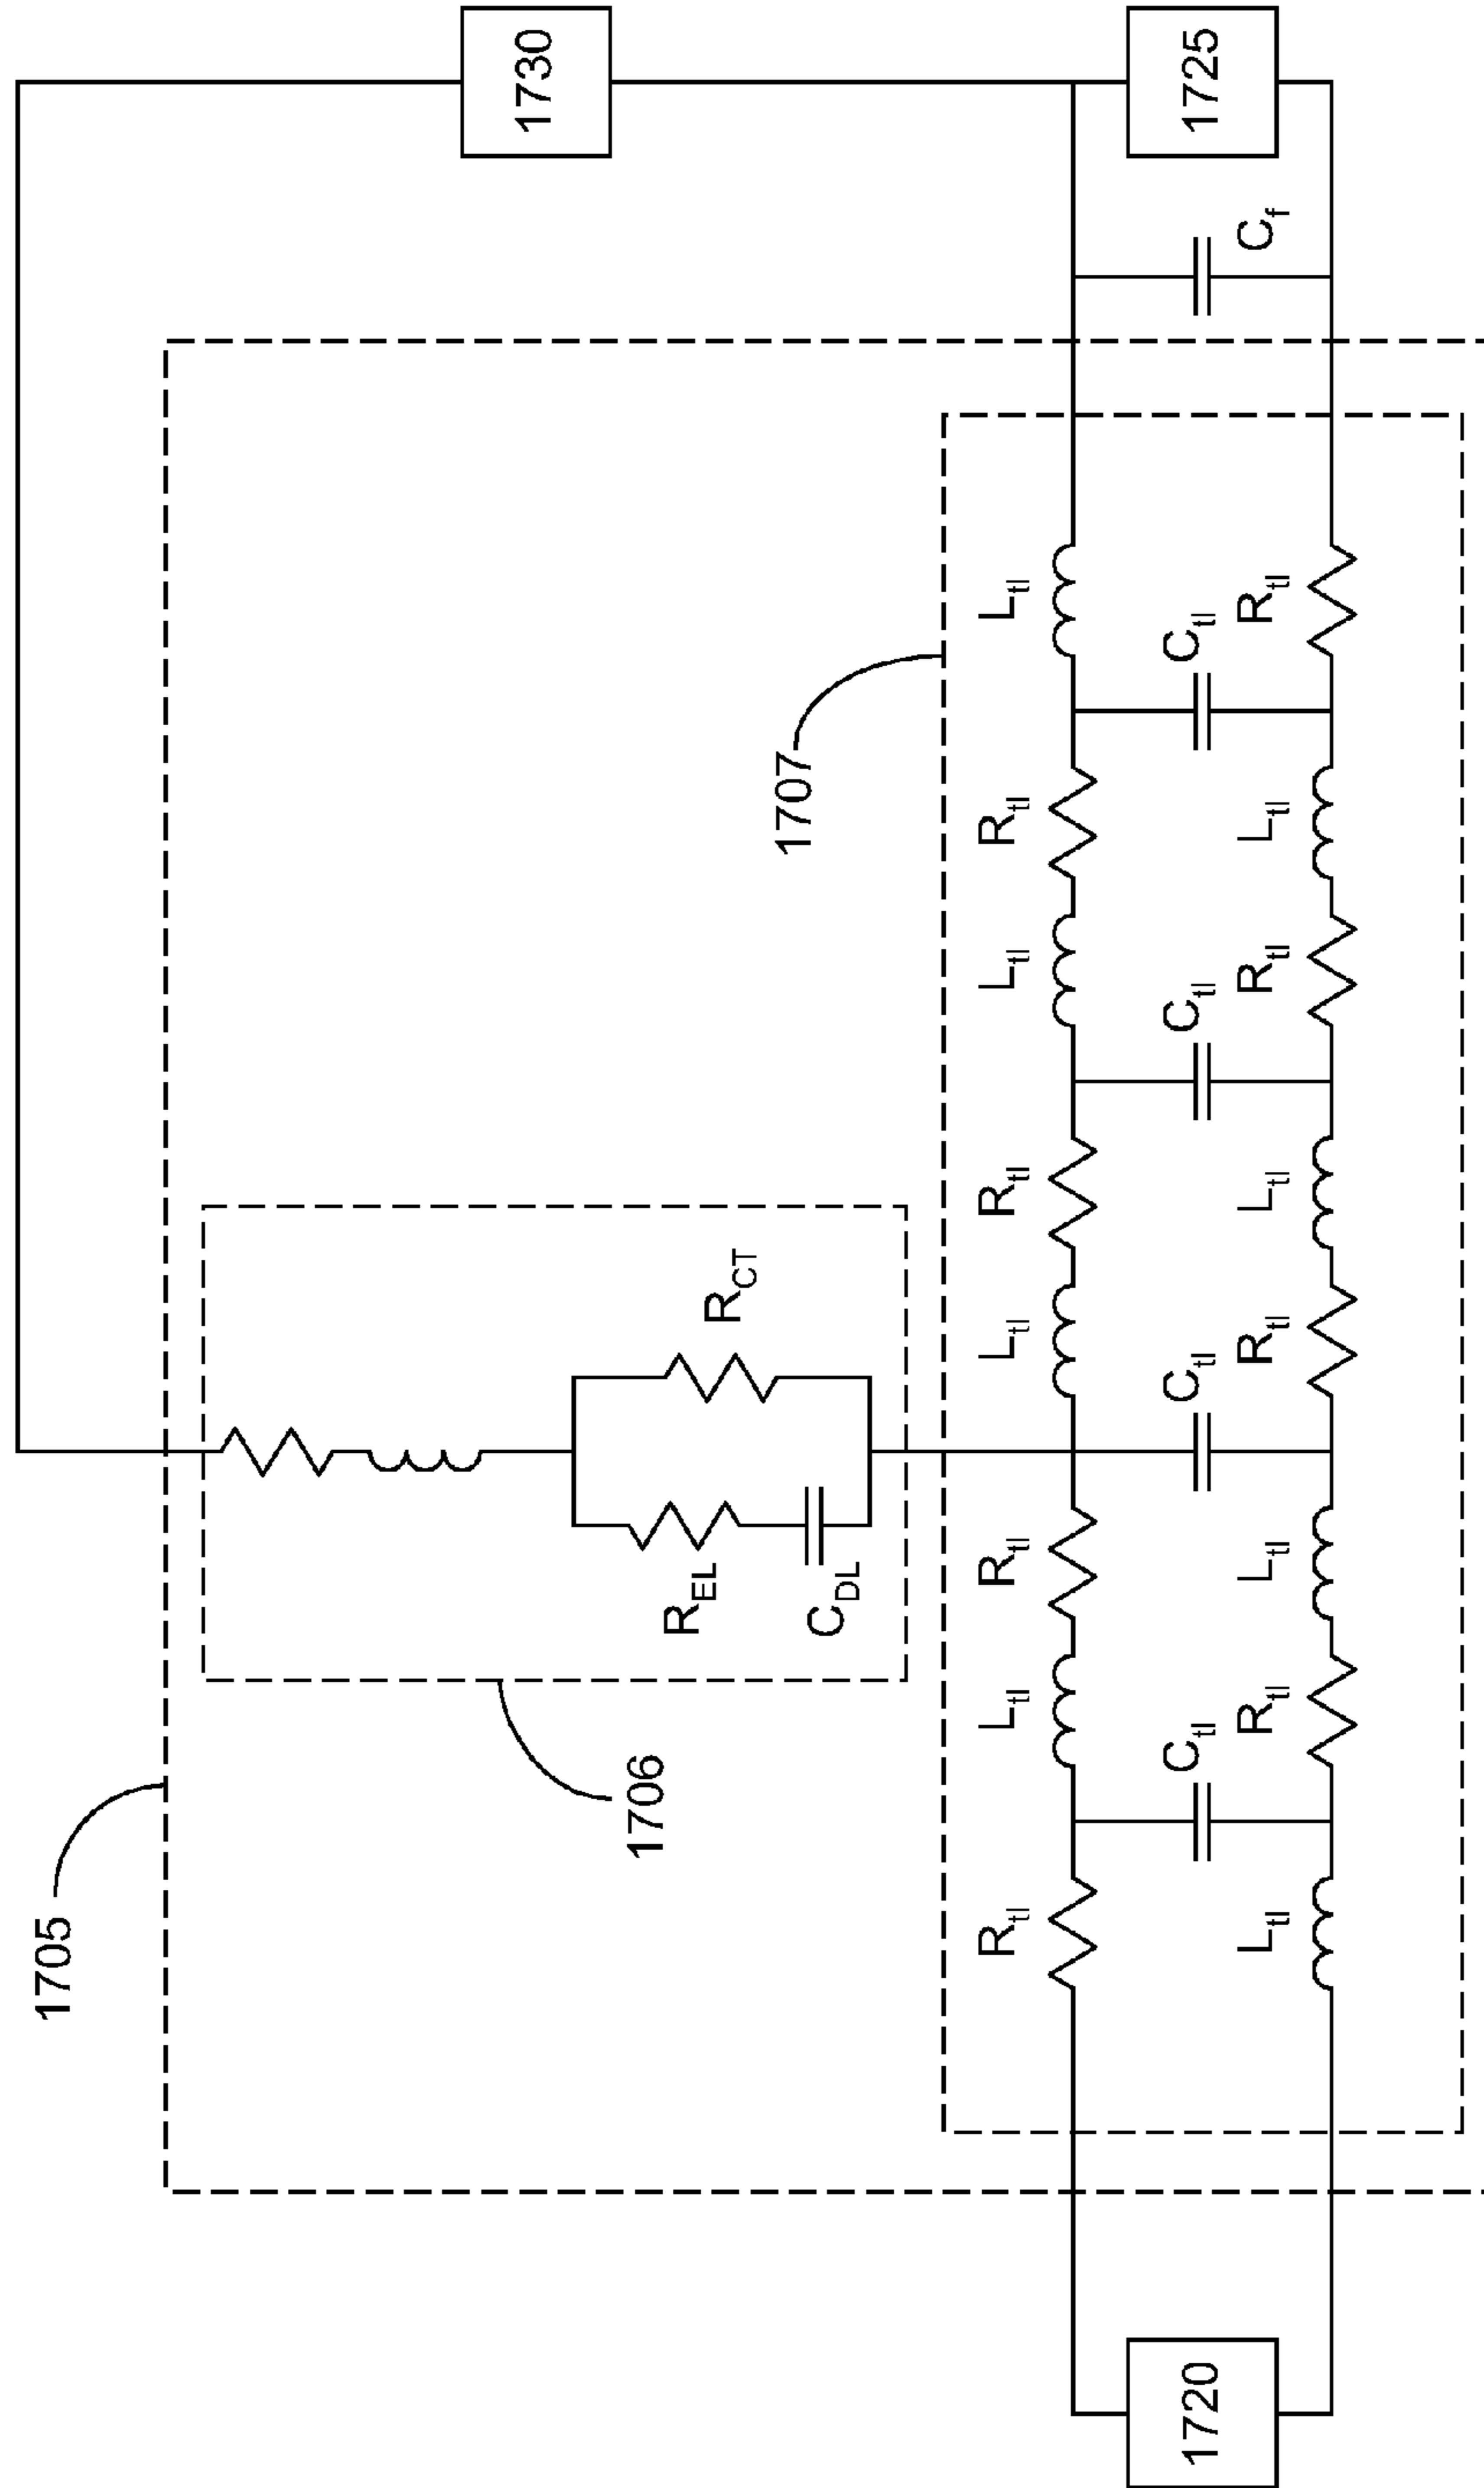 1705
1730
1706
R_EL
R_CT
1707
C_DL
R_tl
L_tl
R_tl
L_tl
R_tl
L_tl
R_tl
L_tl
1720
C_tl
C_tl
C_tl
C_tl
1725
L_tl
R_tl
L_tl
R_tl
L_tl
R_tl
L_tl
R_tl
C_f